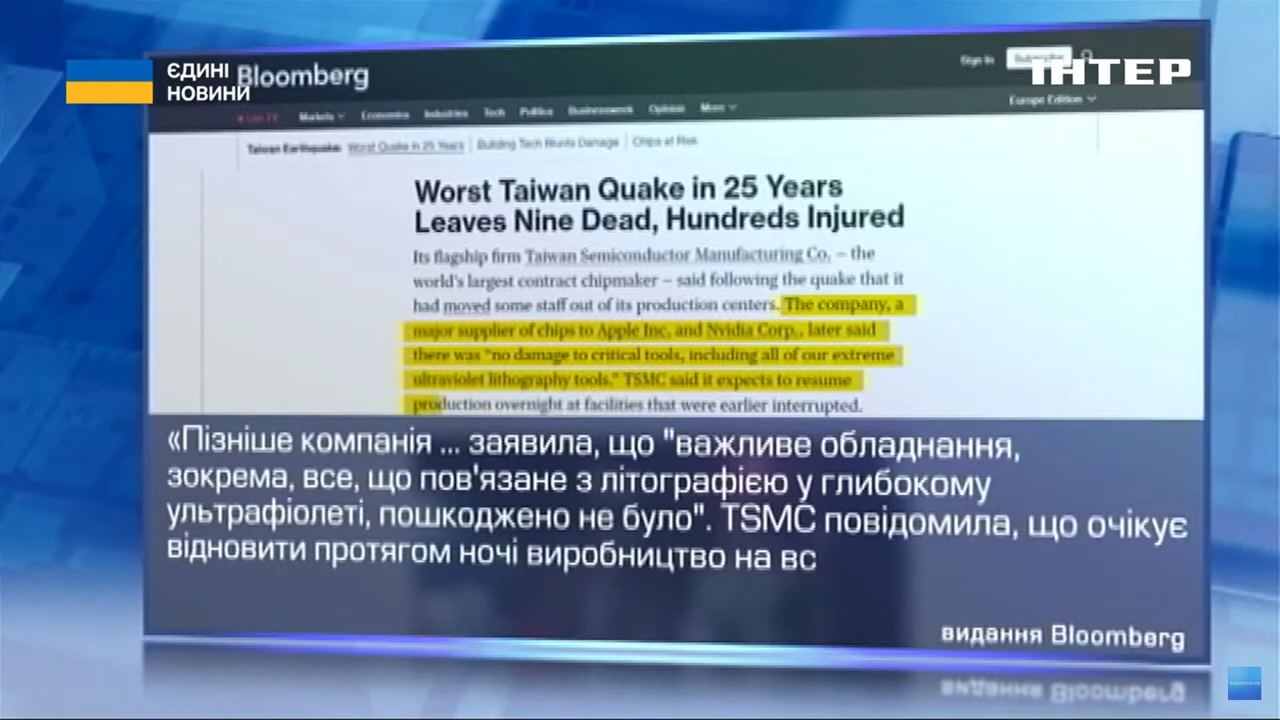 ЄДИНІ
НОВИНИ
Bloomberg
Sign In
ІНТЕР
Markets Economics Industries Tech Politics Businessweek Opinion More
Europe Edition
Taiwan Earthquake Worst Quake in 25 Years Building Tech Blunts Damage Chips at Risk
Worst Taiwan Quake in 25 Years
Leaves Nine Dead, Hundreds Injured
Its flagship firm Taiwan Semiconductor Manufacturing Co. – the
world's largest contract chipmaker – said following the quake that it
had moved some staff out of its production centers. The company, a
major supplier of chips to Apple Inc. and Nvidia Corp., later said
there was "no damage to critical tools, including all of our extreme
ultraviolet lithography tools." TSMC said it expects to resume
production overnight at facilities that were earlier interrupted.
«Пізніше компанія ... заявила, що "важливе обладнання,
зокрема, все, що пов'язане з літографією у глибокому
ультрафіолеті, пошкоджено не було". TSMC повідомила, що очікує
відновити протягом ночі виробництво на вс
видання Bloomberg